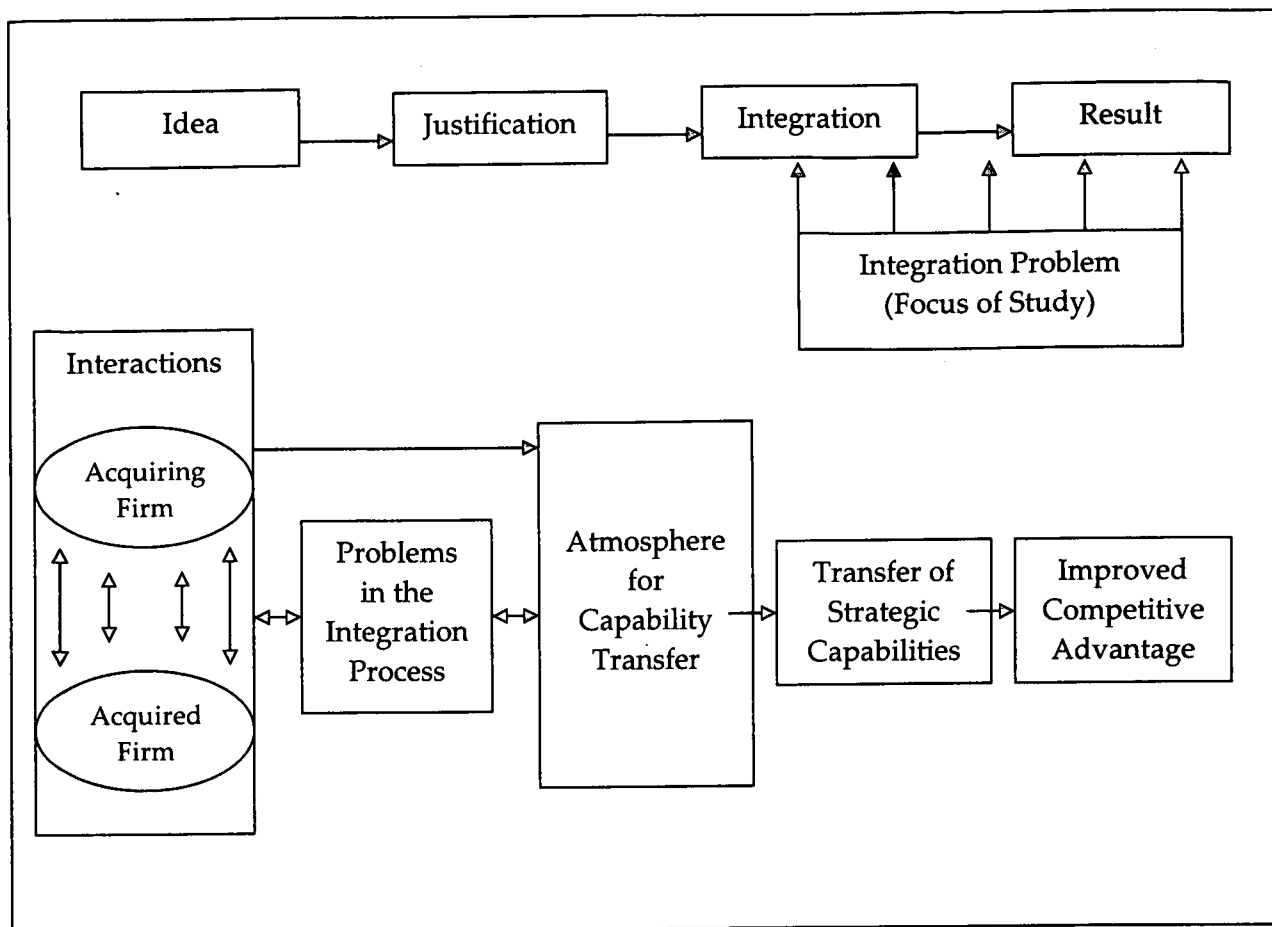 Idea
Justification
Integration
Result
Integration Problem
(Focus of Study)
Interactions
Acquiring
Firm
Acquired
Firm
Problems
in the
Integration
Process
Atmosphere
for
Capability
Transfer
Transfer of
Strategic
Capabilities
Improved
Competitive
Advantage